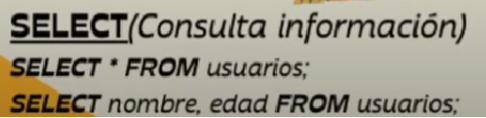 SELECT(Consulta información)
SELECT * FROM usuarios;
SELECT nombre, edad FROM usuarios;